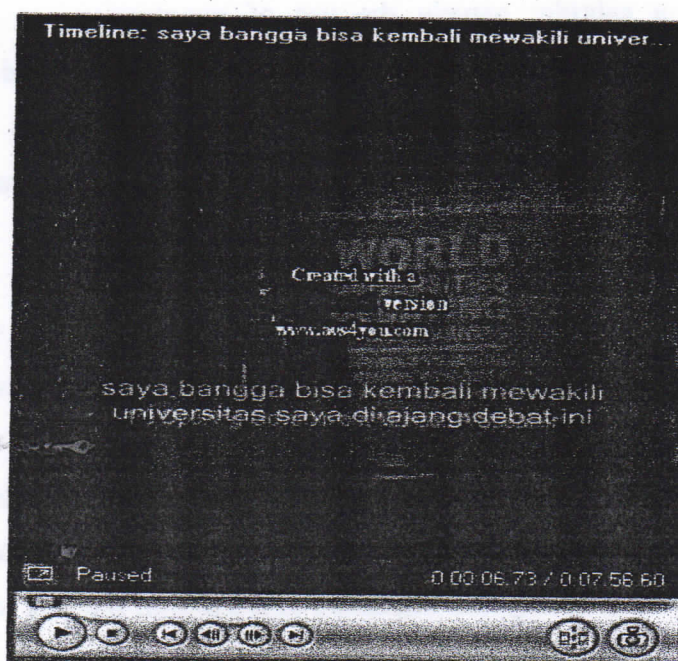 Timeline: saya bangga bisa kembali mewakili univer...
WORLD
Created with a
version
www.avs4you.com
saya bangga bisa kembali mewakili
universitas saya di ajang debat ini
Paused
0:00:06.73 / 0:07:56.60